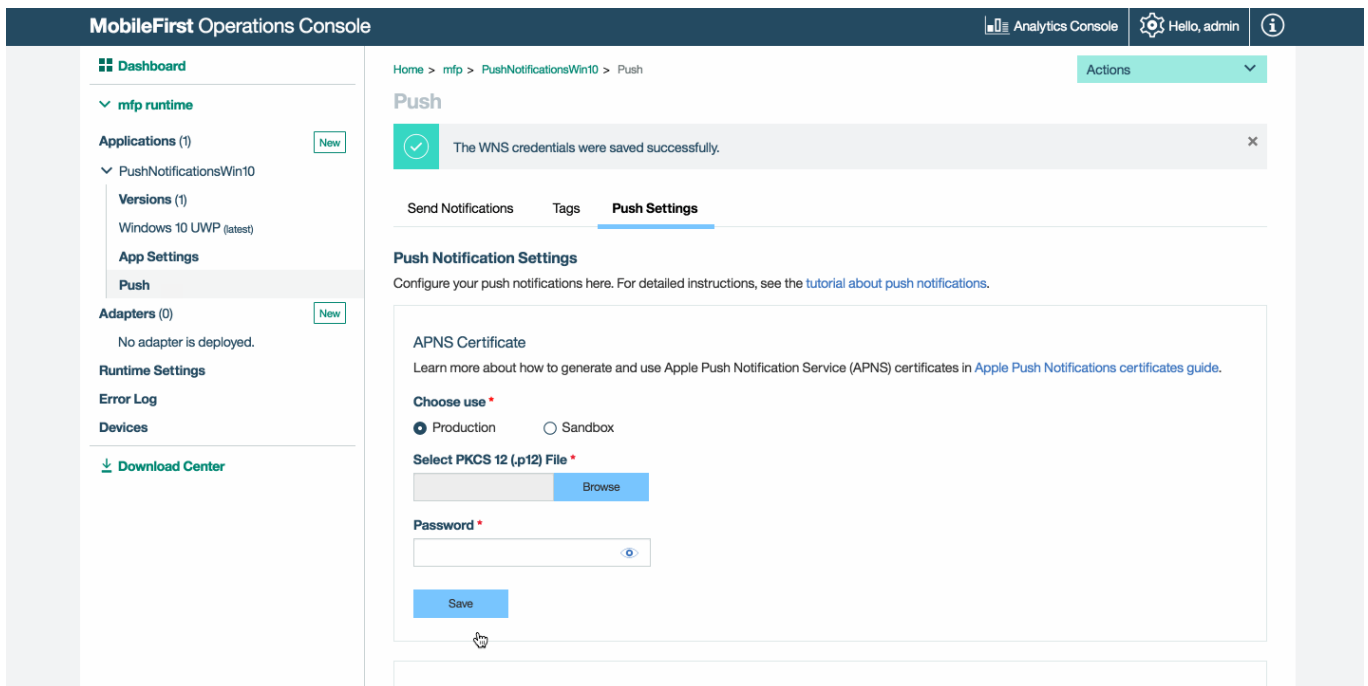 MobileFirst Operations Console
Analytics Console
Hello, admin
Dashboard
mfp runtime
Applications (1)
New
PushNotificationsWin10
Versions (1)
Windows 10 UWP (latest)
App Settings
Push
Adapters (0)
New
No adapter is deployed.
Runtime Settings
Error Log
Devices
Download Center
Home > mfp > PushNotificationsWin10 > Push
Actions
Push
The WNS credentials were saved successfully.
Send Notifications Tags Push Settings
Push Notification Settings
Configure your push notifications here. For detailed instructions, see the tutorial about push notifications.
APNS Certificate
Learn more about how to generate and use Apple Push Notification Service (APNS) certificates in Apple Push Notifications certificates guide.
Choose use *
Production Sandbox
Select PKCS 12 (.p12) File *
Browse
Password *
Save